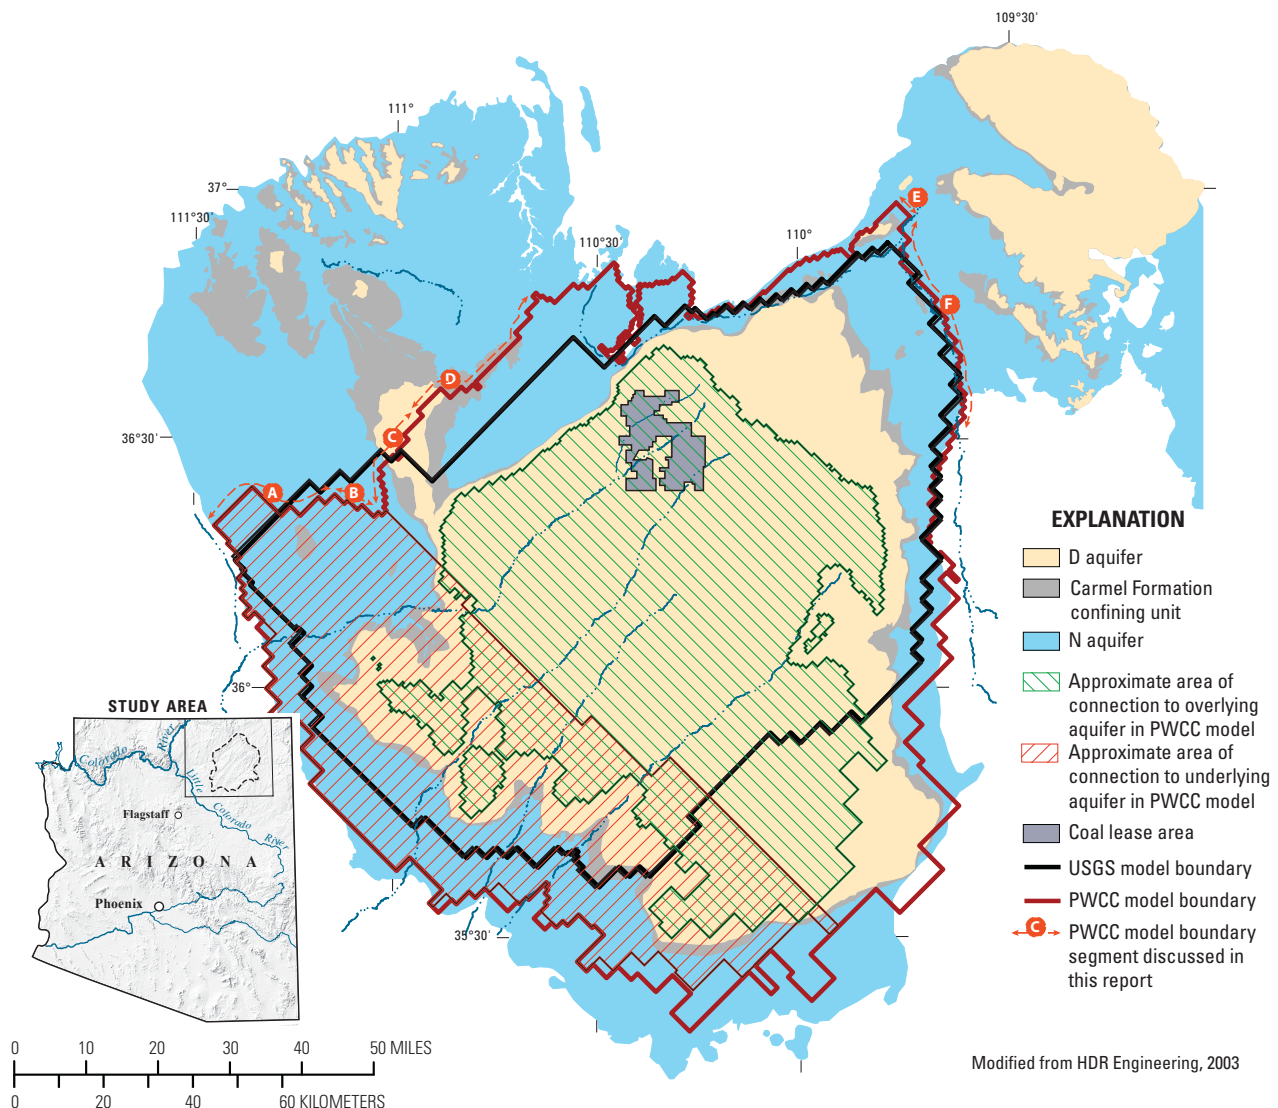 109°30'
111°
37°
111°30'
E
110°30'
110°
F
D
C
36°30'
A
B
EXPLANATION
D aquifer
Carmel Formation
confining unit
N aquifer
Approximate area of
connection to overlying
aquifer in PWCC model
Approximate area of
connection to underlying
aquifer in PWCC model
Coal lease area
USGS model boundary
PWCC model boundary
C
PWCC model boundary
segment discussed in
this report
36°
35°30'
STUDY AREA
Colorado
River
Little
Colorado
River
Flagstaff
ARIZONA
Phoenix
0 10 20 30 40 50 MILES
0 20 40 60 KILOMETERS
Modified from HDR Engineering, 2003